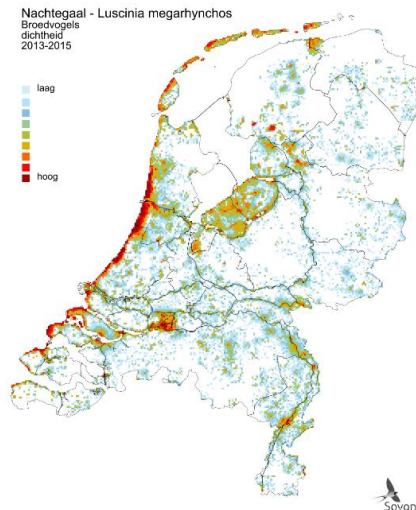 Nachtegaal - Luscinia megarhynchos
Broedvogels
dichtheid
2013-2015
laag
hoog
Sovon